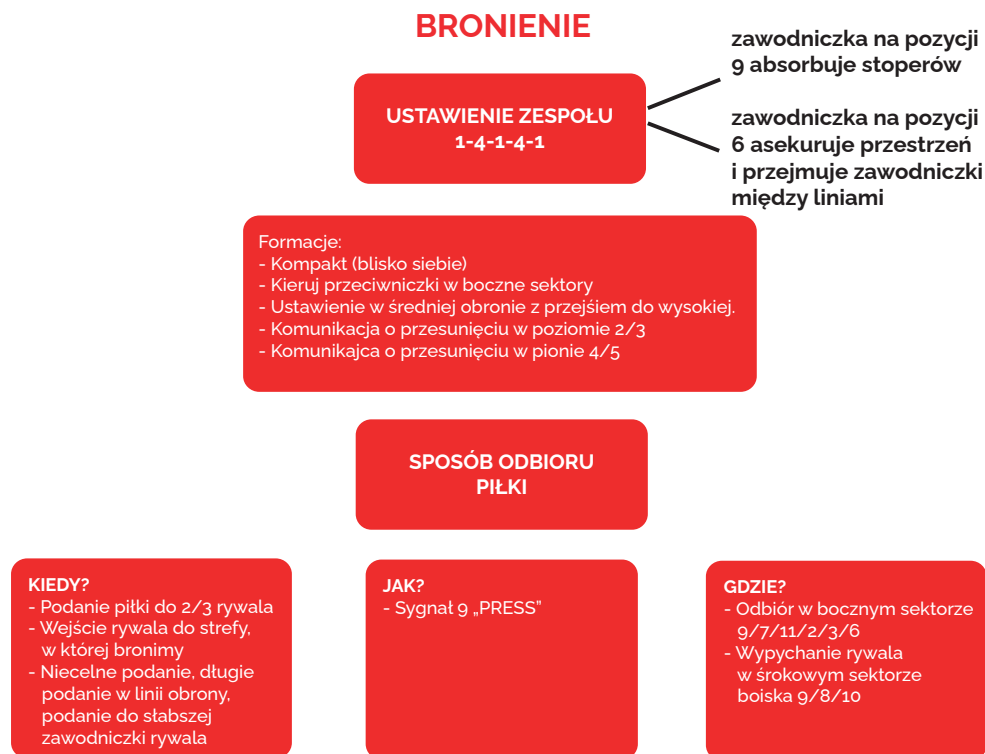 BRONIENIE
USTAWIENIE ZESPOŁU
1-4-1-4-1
zawodniczka na pozycji
9 absorbuje stoperów
zawodniczka na pozycji
6 asekuruje przestrzeń
i przejmuje zawodniczki
między liniami
Formacje:
- Kompakt (blisko siebie)
- Kieruj przeciwniczki w boczne sektory
- Ustawienie w średniej obronie z przejśiem do wysokiej.
- Komunikacja o przesunięciu w poziomie 2/3
- Komunikajca o przesunięciu w pionie 4/5
SPOSÓB ODBIORU
PIŁKI
KIEDY?
- Podanie piłki do 2/3 rywala
- Wejście rywala do strefy,
w której bronimy
- Niecelne podanie, długie
podanie w linii obrony,
podanie do słabszej
zawodniczki rywala
JAK?
- Sygnał 9 „PRESS”
GDZIE?
- Odbiór w bocznym sektorze
9/7/11/2/3/6
- Wypychanie rywala
w śrokowym sektorze
boiska 9/8/10